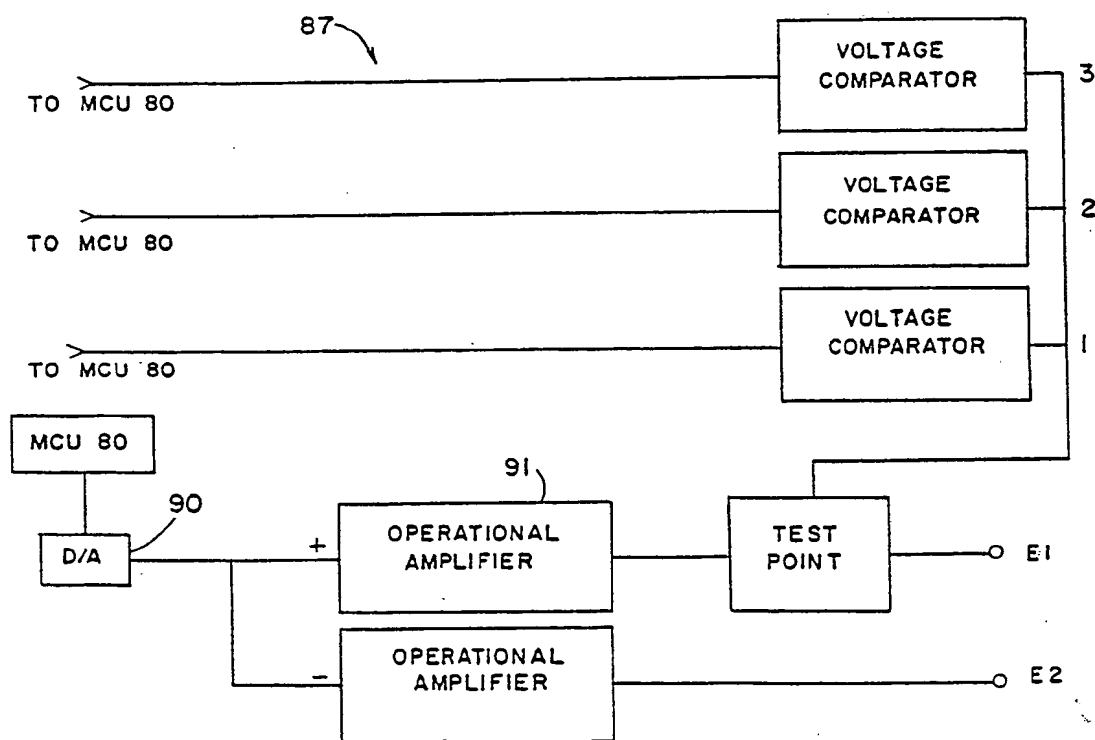 87
VOLTAGE
COMPARATOR
3
TO MCU 80
VOLTAGE
COMPARATOR
2
TO MCU 80
VOLTAGE
COMPARATOR
1
TO MCU 80
MCU 80
91
90
D/A
+
OPERATIONAL
AMPLIFIER
TEST
POINT
E1
-
OPERATIONAL
AMPLIFIER
E2